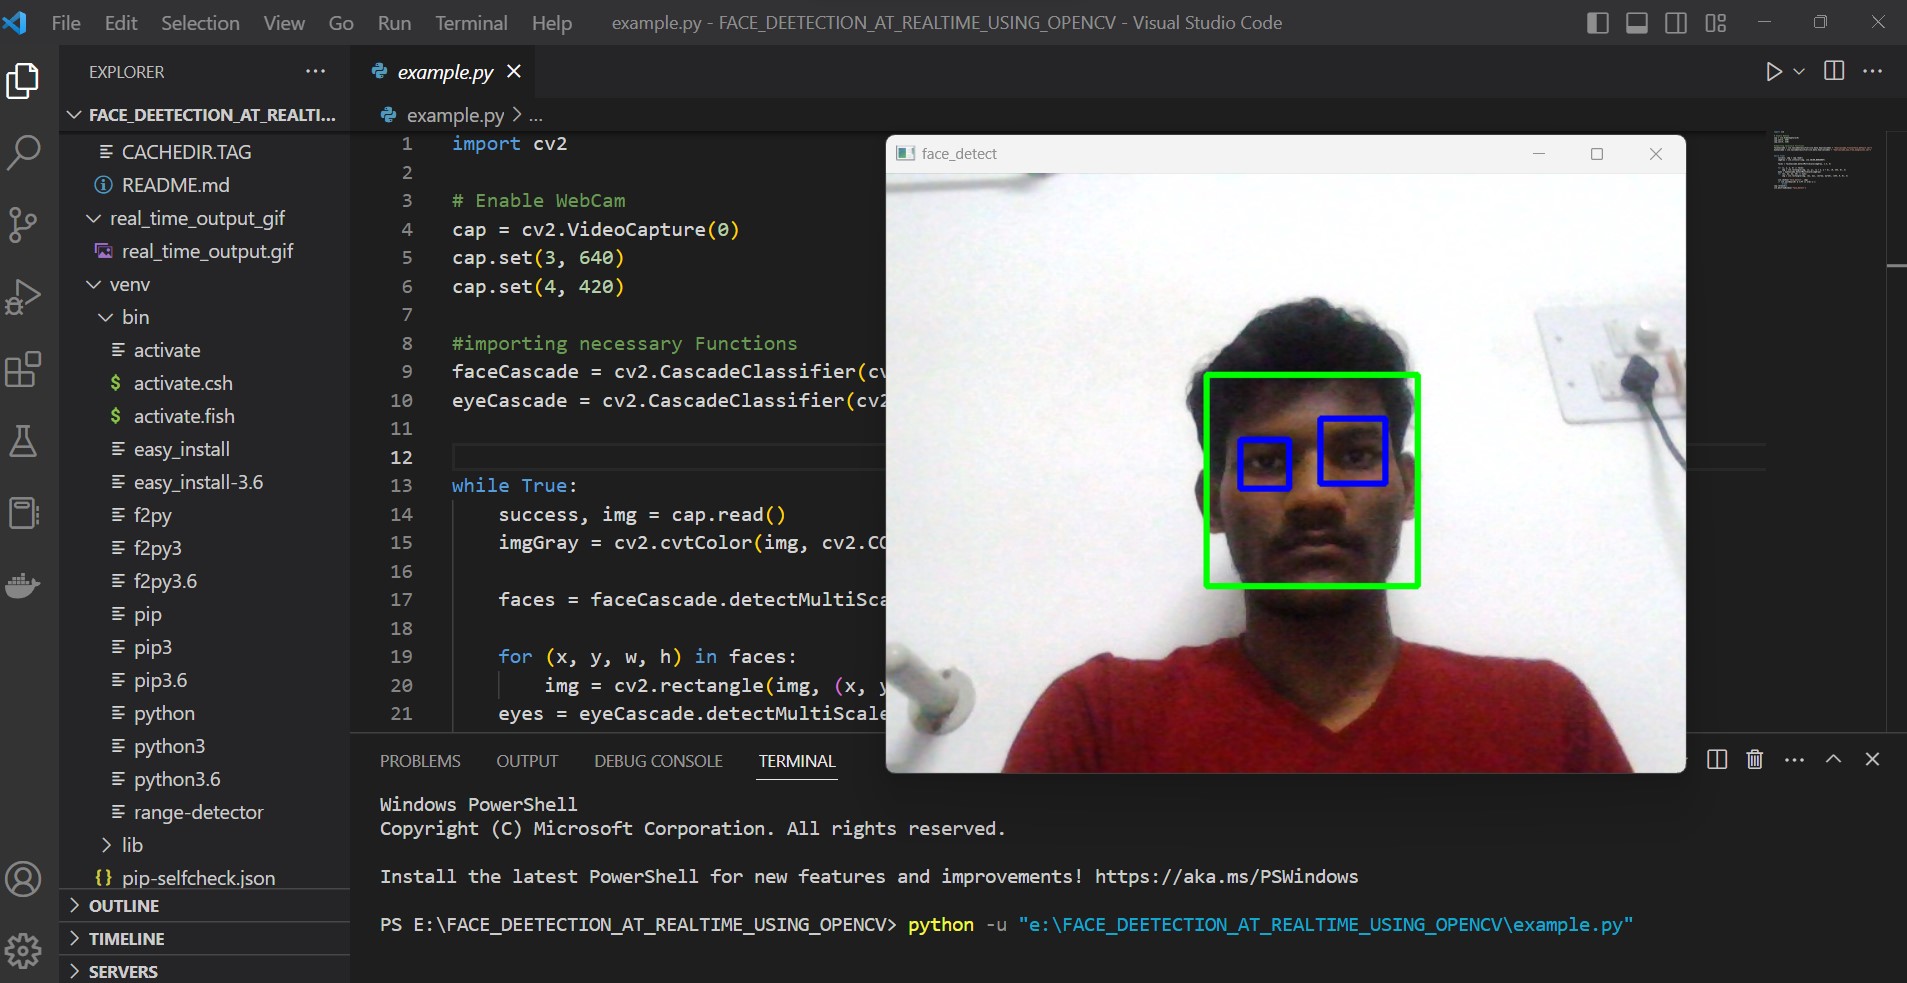 File Edit Selection View Go Run Terminal Help example.py - FACE_DEETECTION_AT_REALTIME_USING_OPENCV - Visual Studio Code
EXPLORER
FACE_DEETECTION_AT_REALTI...
CACHEDIR.TAG
README.md
real_time_output_gif
real_time_output.gif
venv
bin
activate
$ activate.csh
$ activate.fish
easy_install
easy_install-3.6
f2py
f2py3
f2py3.6
pip
pip3
pip3.6
python
python3
python3.6
range-detector
lib
{} pip-selfcheck.json
OUTLINE
TIMELINE
SERVERS
example.py
example.py > ...
1 import cv2
2
3 # Enable WebCam
4 cap = cv2.VideoCapture(0)
5 cap.set(3, 640)
6 cap.set(4, 420)
7
8 #importing necessary Functions
9 faceCascade = cv2.CascadeClassifier(cv
10 eyeCascade = cv2.CascadeClassifier(cv2
11
12
13 while True:
14 success, img = cap.read()
15 imgGray = cv2.cvtColor(img, cv2.CO
16
17 faces = faceCascade.detectMultiSca
18
19 for (x, y, w, h) in faces:
20 img = cv2.rectangle(img, (x, y
21 eyes = eyeCascade.detectMultiScale
face_detect
PROBLEMS OUTPUT DEBUG CONSOLE TERMINAL
Windows PowerShell
Copyright (C) Microsoft Corporation. All rights reserved.
Install the latest PowerShell for new features and improvements! https://aka.ms/PSWindows
PS E:\FACE_DEETECTION_AT_REALTIME_USING_OPENCV> python -u "e:\FACE_DEETECTION_AT_REALTIME_USING_OPENCV\example.py"